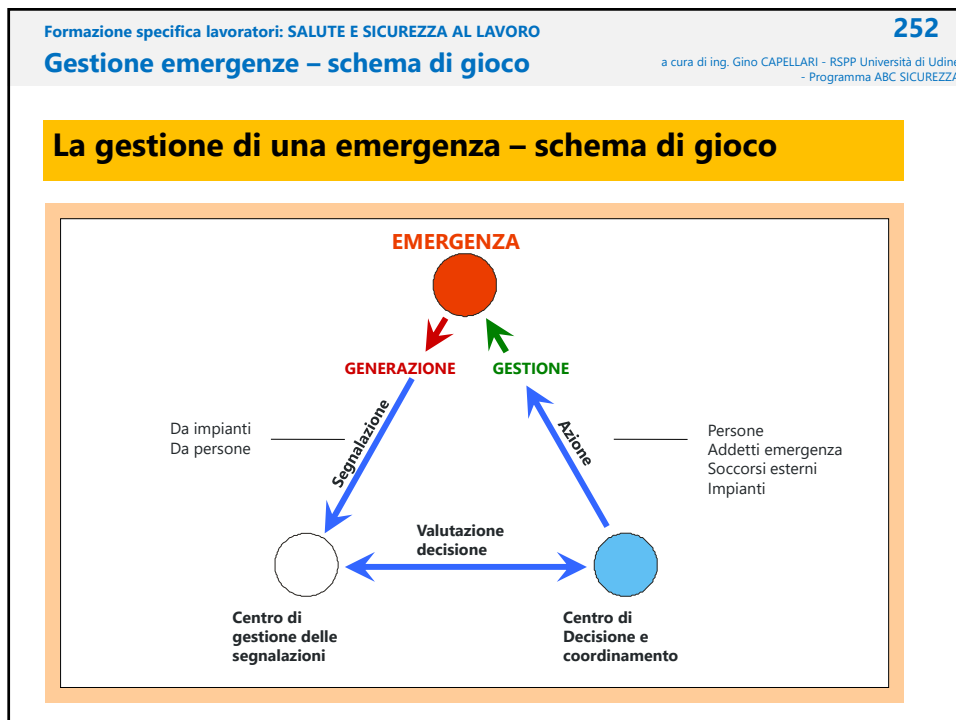 Formazione specifica lavoratori: SALUTE E SICUREZZA AL LAVORO
252
Gestione emergenze – schema di gioco
a cura di ing. Gino CAPELLARI - RSPP Università di Udine
- Programma ABC SICUREZZA
La gestione di una emergenza – schema di gioco
EMERGENZA
GENERAZIONE
GESTIONE
Segnalazione
Azione
Da impianti
Da persone
Persone
Addetti emergenza
Soccorsi esterni
Impianti
Valutazione
decisione
Centro di
gestione delle
segnalazioni
Centro di
Decisione e
coordinamento